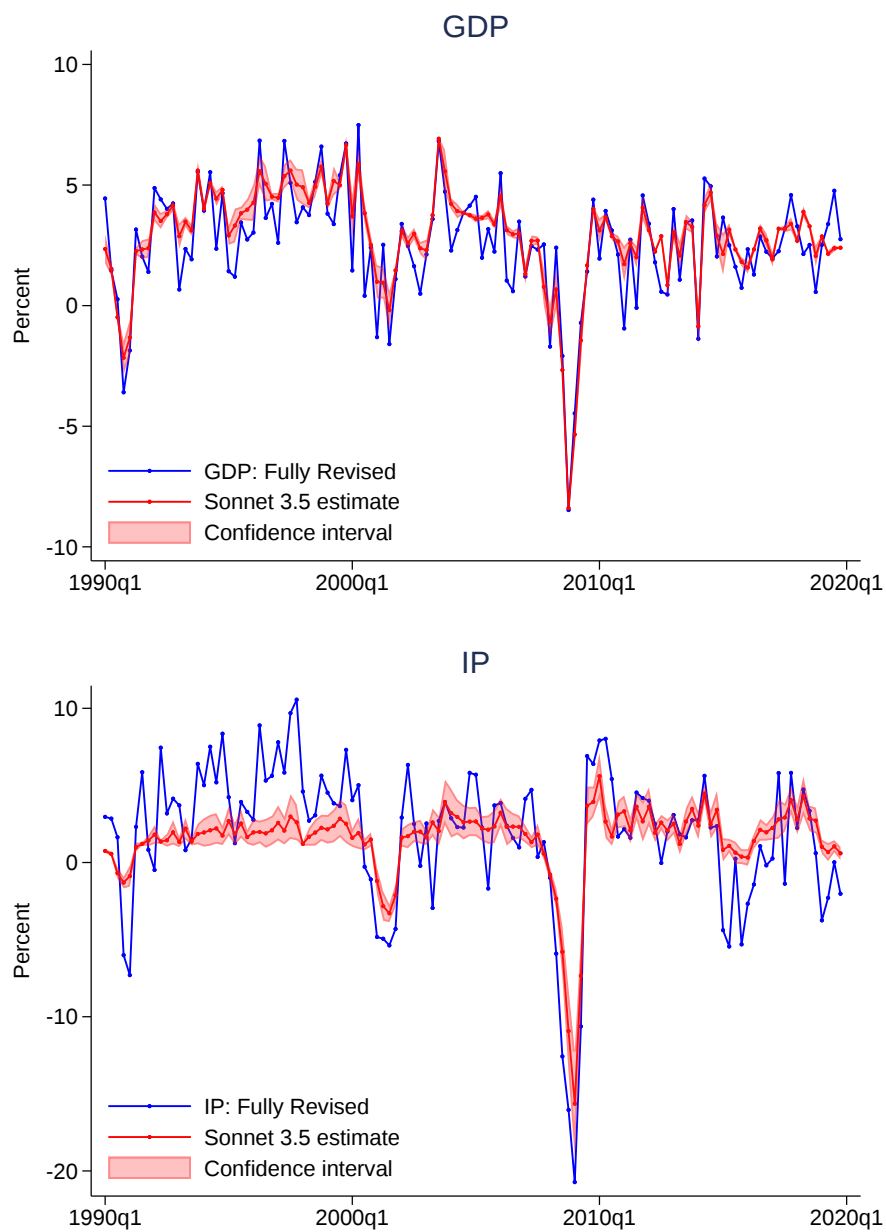 GDP
10
5
0
-5
-10
Percent
GDP: Fully Revised
Sonnet 3.5 estimate
Confidence interval
1990q1 2000q1 2010q1 2020q1
IP
10
0
-10
-20
Percent
IP: Fully Revised
Sonnet 3.5 estimate
Confidence interval
1990q1 2000q1 2010q1 2020q1